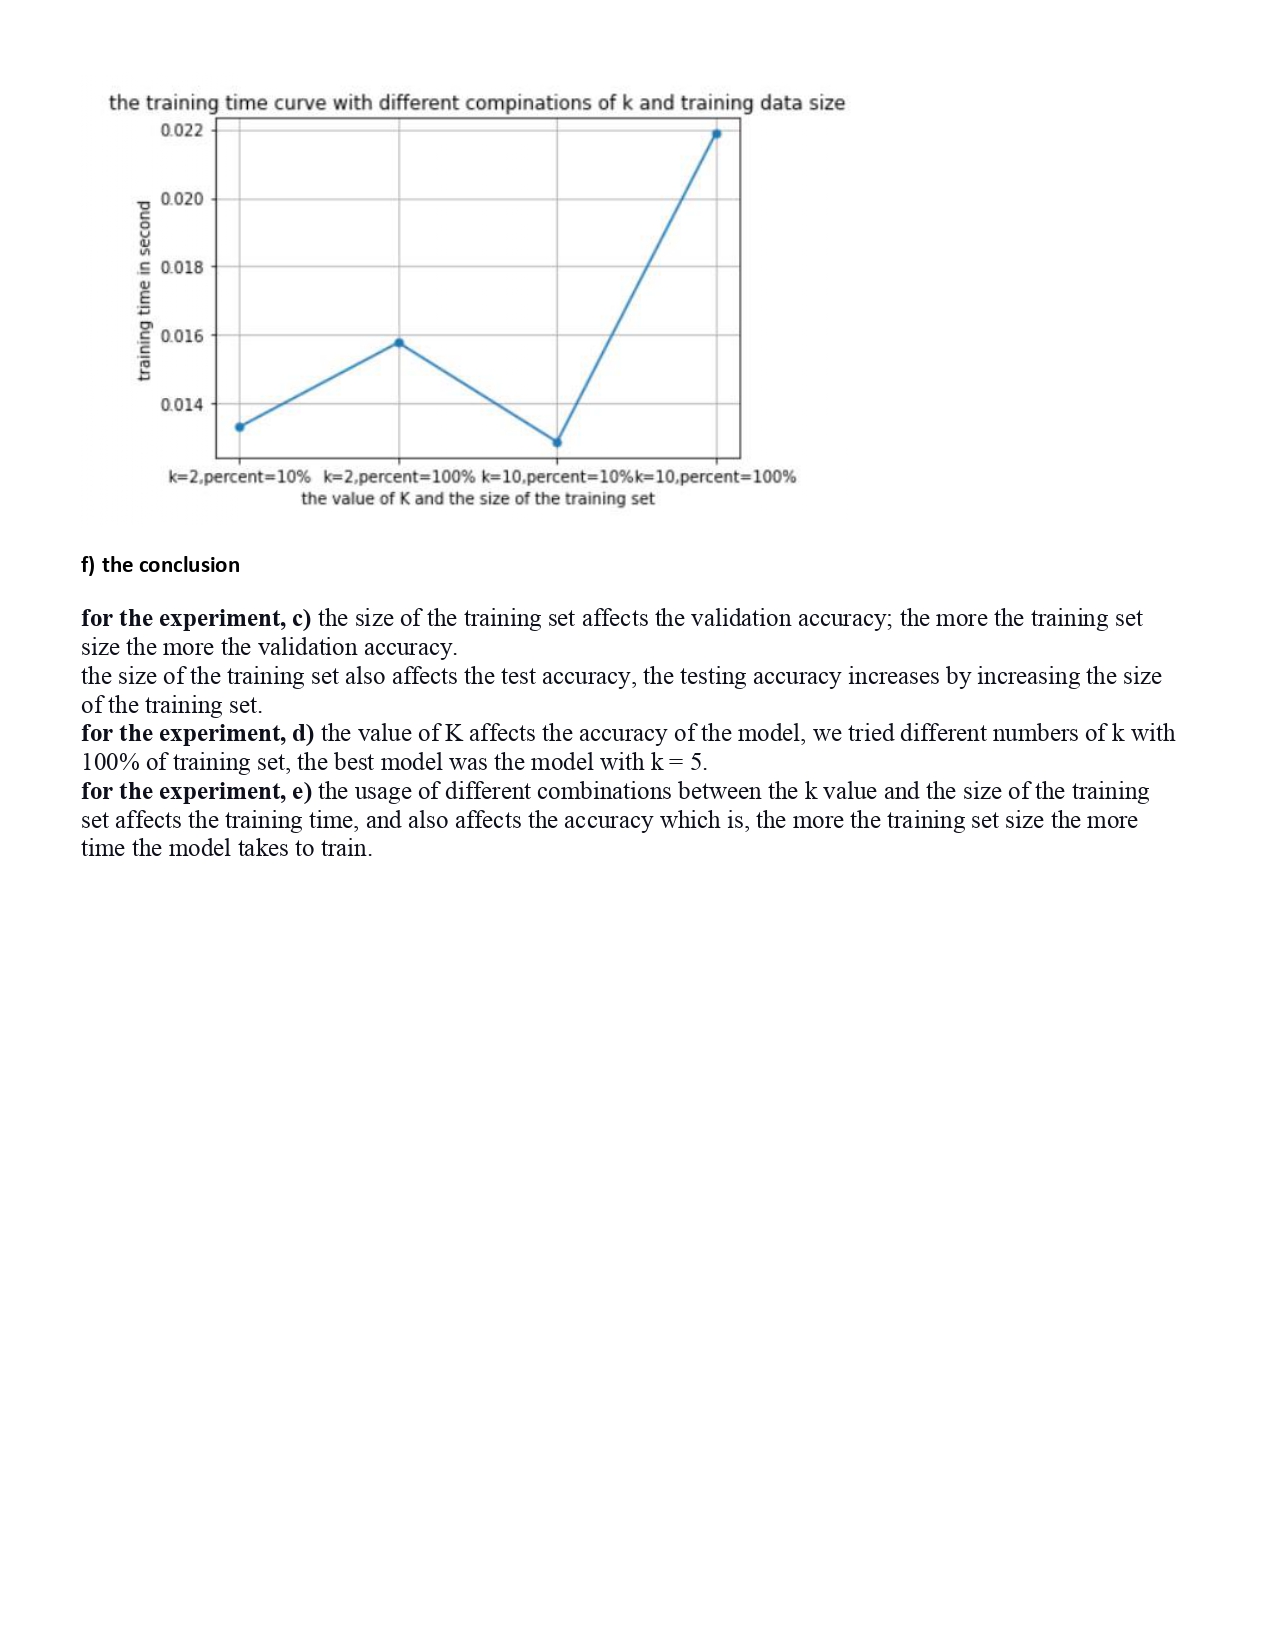 the training time curve with different compinations of k and training data size
0.022
0.020
0.018
0.016
0.014
training time in second
k=2,percent=10% k=2,percent=100% k=10,percent=10%k=10,percent=100%
the value of K and the size of the training set
f) the conclusion
for the experiment, c) the size of the training set affects the validation accuracy; the more the training set
size the more the validation accuracy.
the size of the training set also affects the test accuracy, the testing accuracy increases by increasing the size
of the training set.
for the experiment, d) the value of K affects the accuracy of the model, we tried different numbers of k with
100% of training set, the best model was the model with k = 5.
for the experiment, e) the usage of different combinations between the k value and the size of the training
set affects the training time, and also affects the accuracy which is, the more the training set size the more
time the model takes to train.